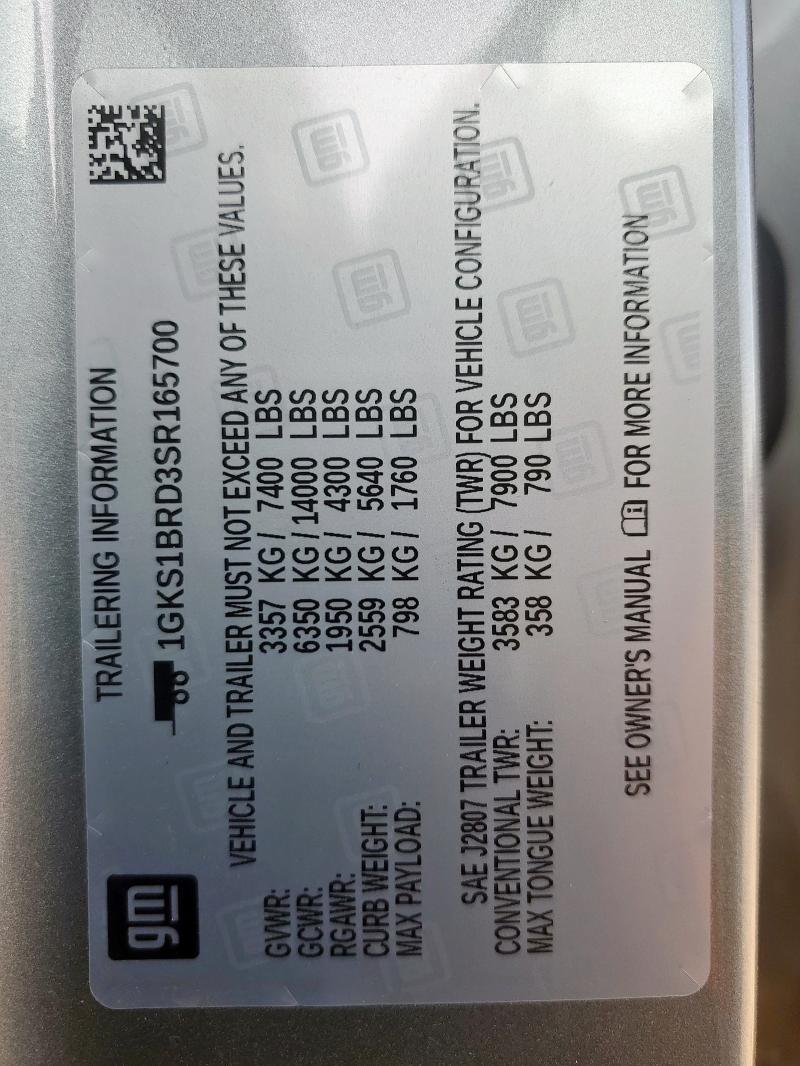 gm
TRAILERING INFORMATION
1GKS1BRD3SR165700
VEHICLE AND TRAILER MUST NOT EXCEED ANY OF THESE VALUES.
GVWR: 3357 KG / 7400 LBS
GCWR: 6350 KG / 14000 LBS
RGAWR: 1950 KG / 4300 LBS
CURB WEIGHT: 2559 KG / 5640 LBS
MAX PAYLOAD: 798 KG / 1760 LBS
SAE J2807 TRAILER WEIGHT RATING (TWR) FOR VEHICLE CONFIGURATION.
CONVENTIONAL TWR: 3583 KG / 7900 LBS
MAX TONGUE WEIGHT: 358 KG / 790 LBS
SEE OWNER'S MANUAL FOR MORE INFORMATION